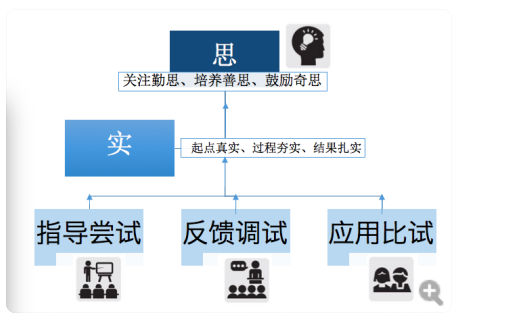 思
关注勤思、培养善思、鼓励奇思
实
起点真实、过程夯实、结果扎实
指导尝试
反馈调试
应用比试